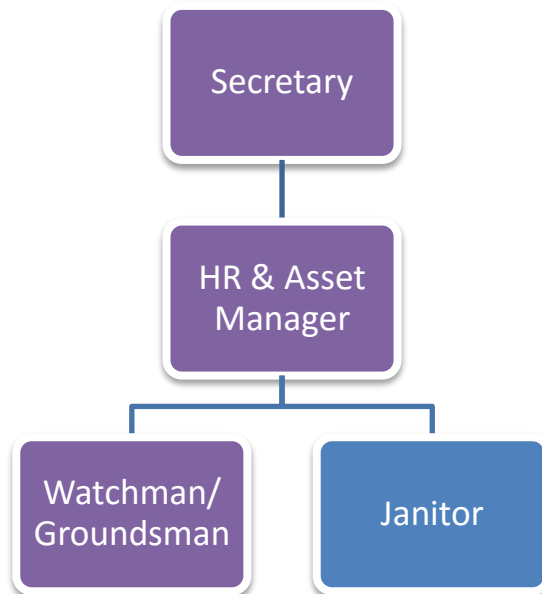 Secretary
HR & Asset
Manager
Watchman/
Groundsman
Janitor